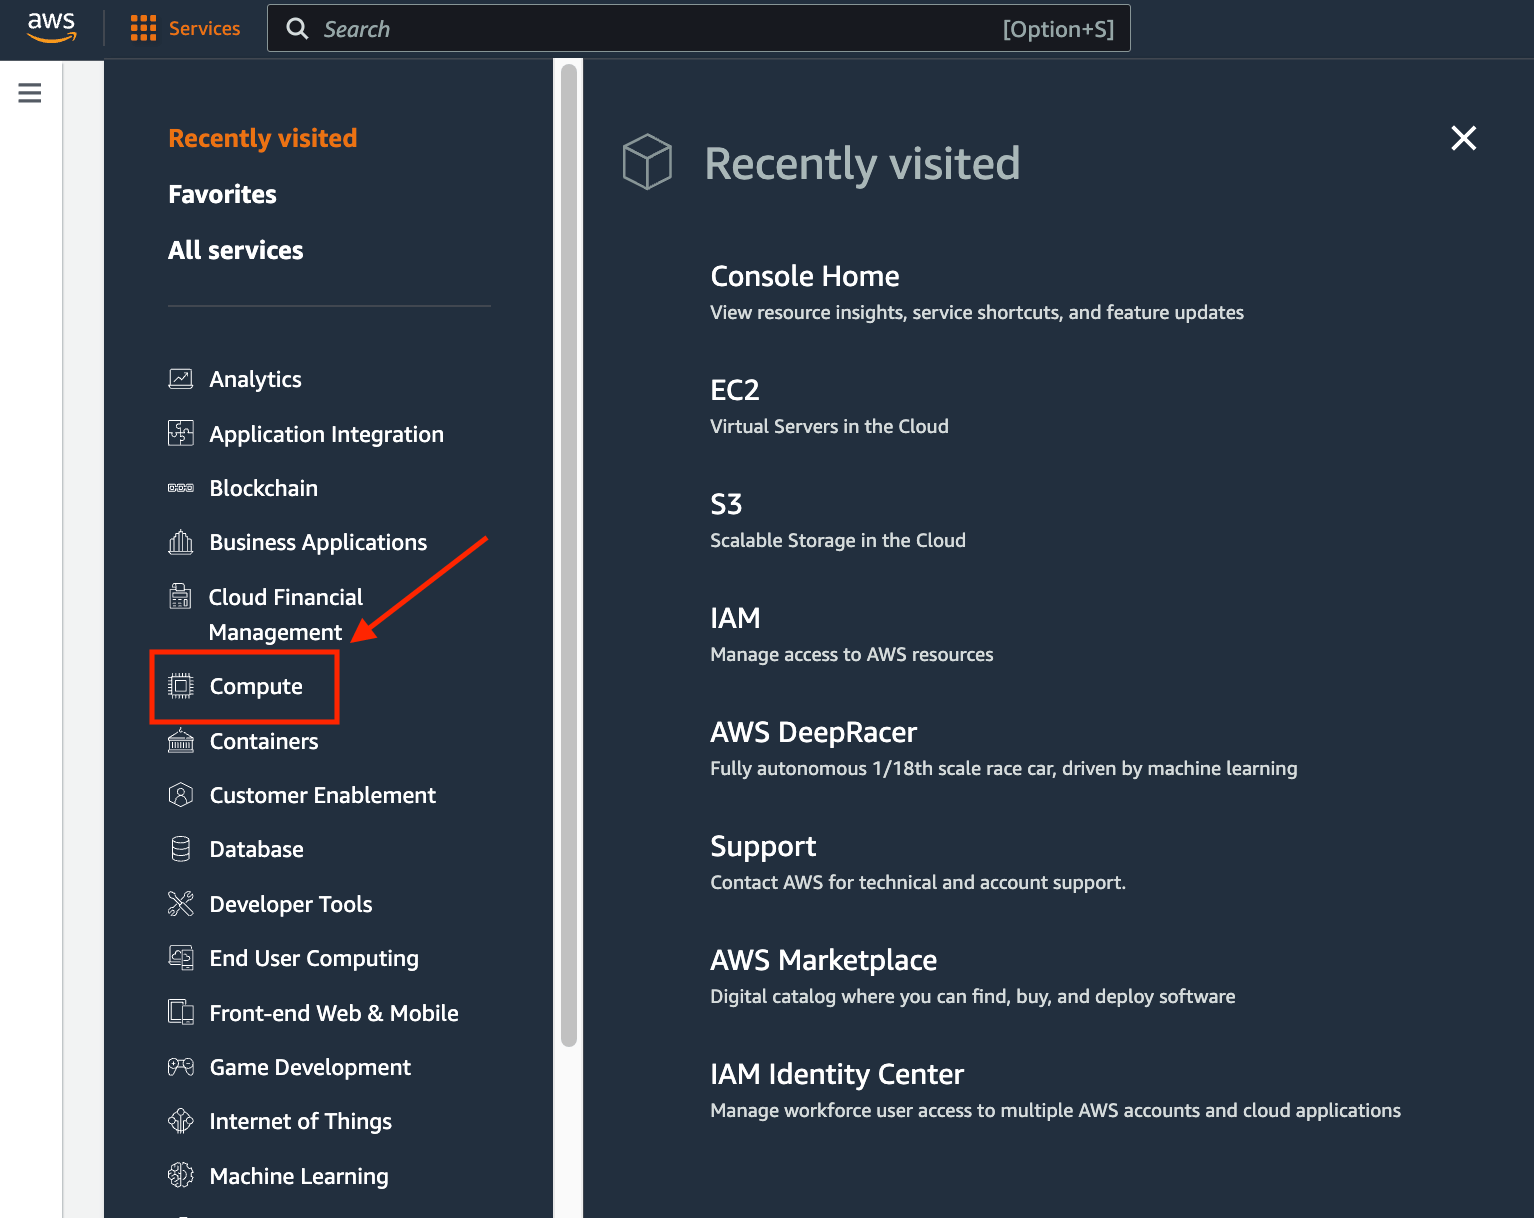 aws
Services
Search
[Option+S]
Recently visited
Favorites
All services
Analytics
Application Integration
Blockchain
Business Applications
Cloud Financial
Management
Compute
Containers
Customer Enablement
Database
Developer Tools
End User Computing
Front-end Web & Mobile
Game Development
Internet of Things
Machine Learning
Recently visited
Console Home
View resource insights, service shortcuts, and feature updates
EC2
Virtual Servers in the Cloud
S3
Scalable Storage in the Cloud
IAM
Manage access to AWS resources
AWS DeepRacer
Fully autonomous 1/18th scale race car, driven by machine learning
Support
Contact AWS for technical and account support.
AWS Marketplace
Digital catalog where you can find, buy, and deploy software
IAM Identity Center
Manage workforce user access to multiple AWS accounts and cloud applications